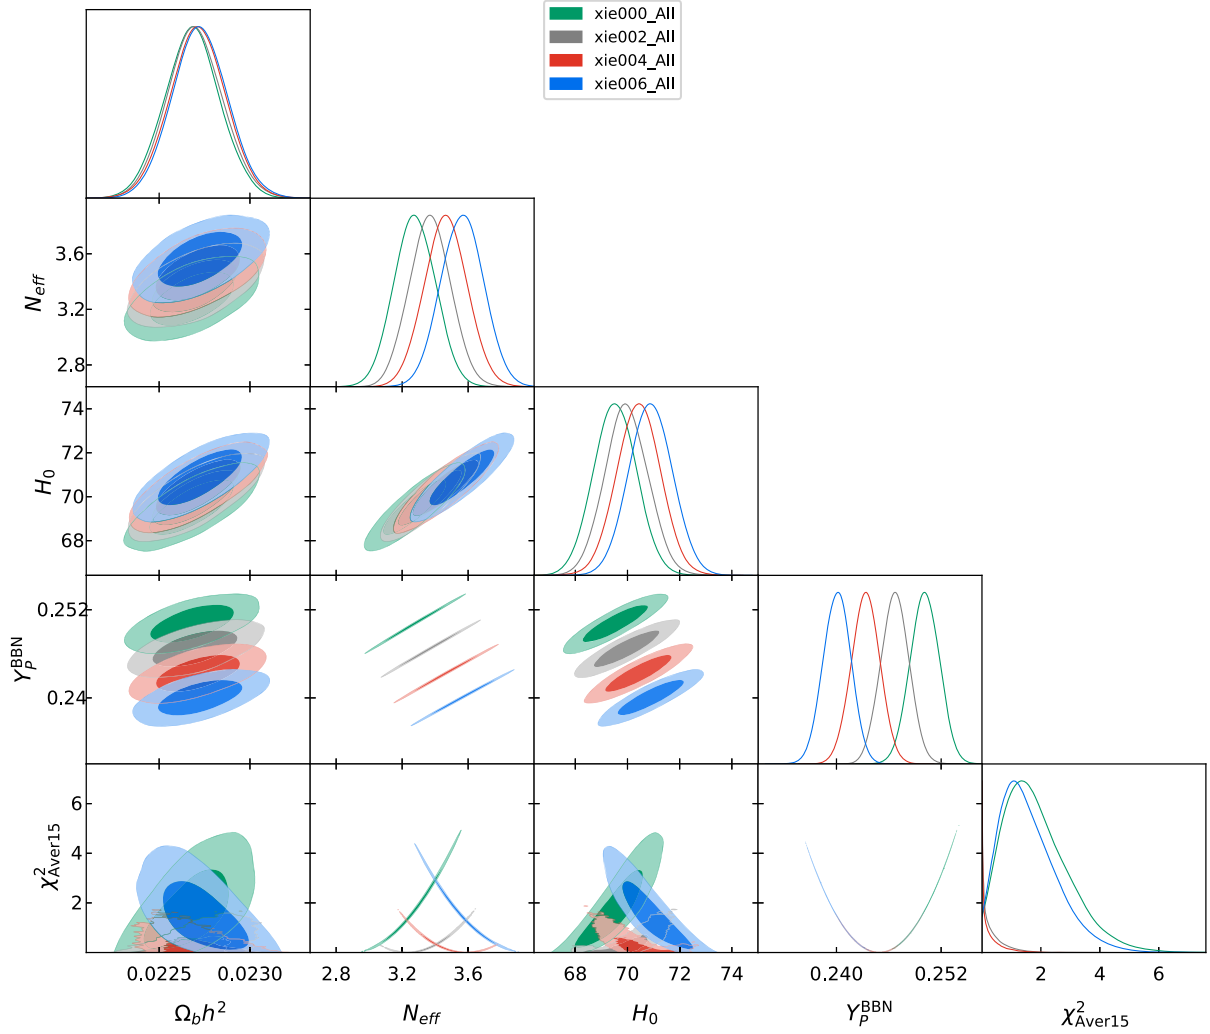 xie000_All
xie002_All
xie004_All
xie006_All
3.6
3.2
2.8
N_eff
74
72
70
68
H_0
0.252
0.24
Y_P^BBN
6
4
2
χ²_Aver15
0.0225 0.0230
2.8 3.2 3.6
68 70 72 74
0.240 0.252
2 4 6
Ω_b h²
N_eff
H_0
Y_P^BBN
χ²_Aver15